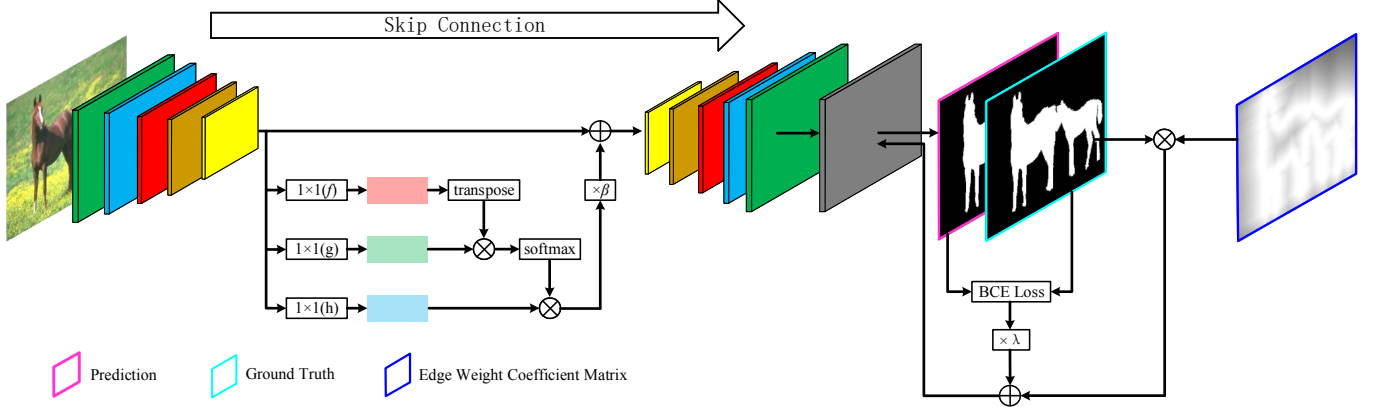 Skip Connection
1×1(f)
transpose
×β
1×1(g)
softmax
1×1(h)
BCE Loss
× λ
Prediction
Ground Truth
Edge Weight Coefficient Matrix